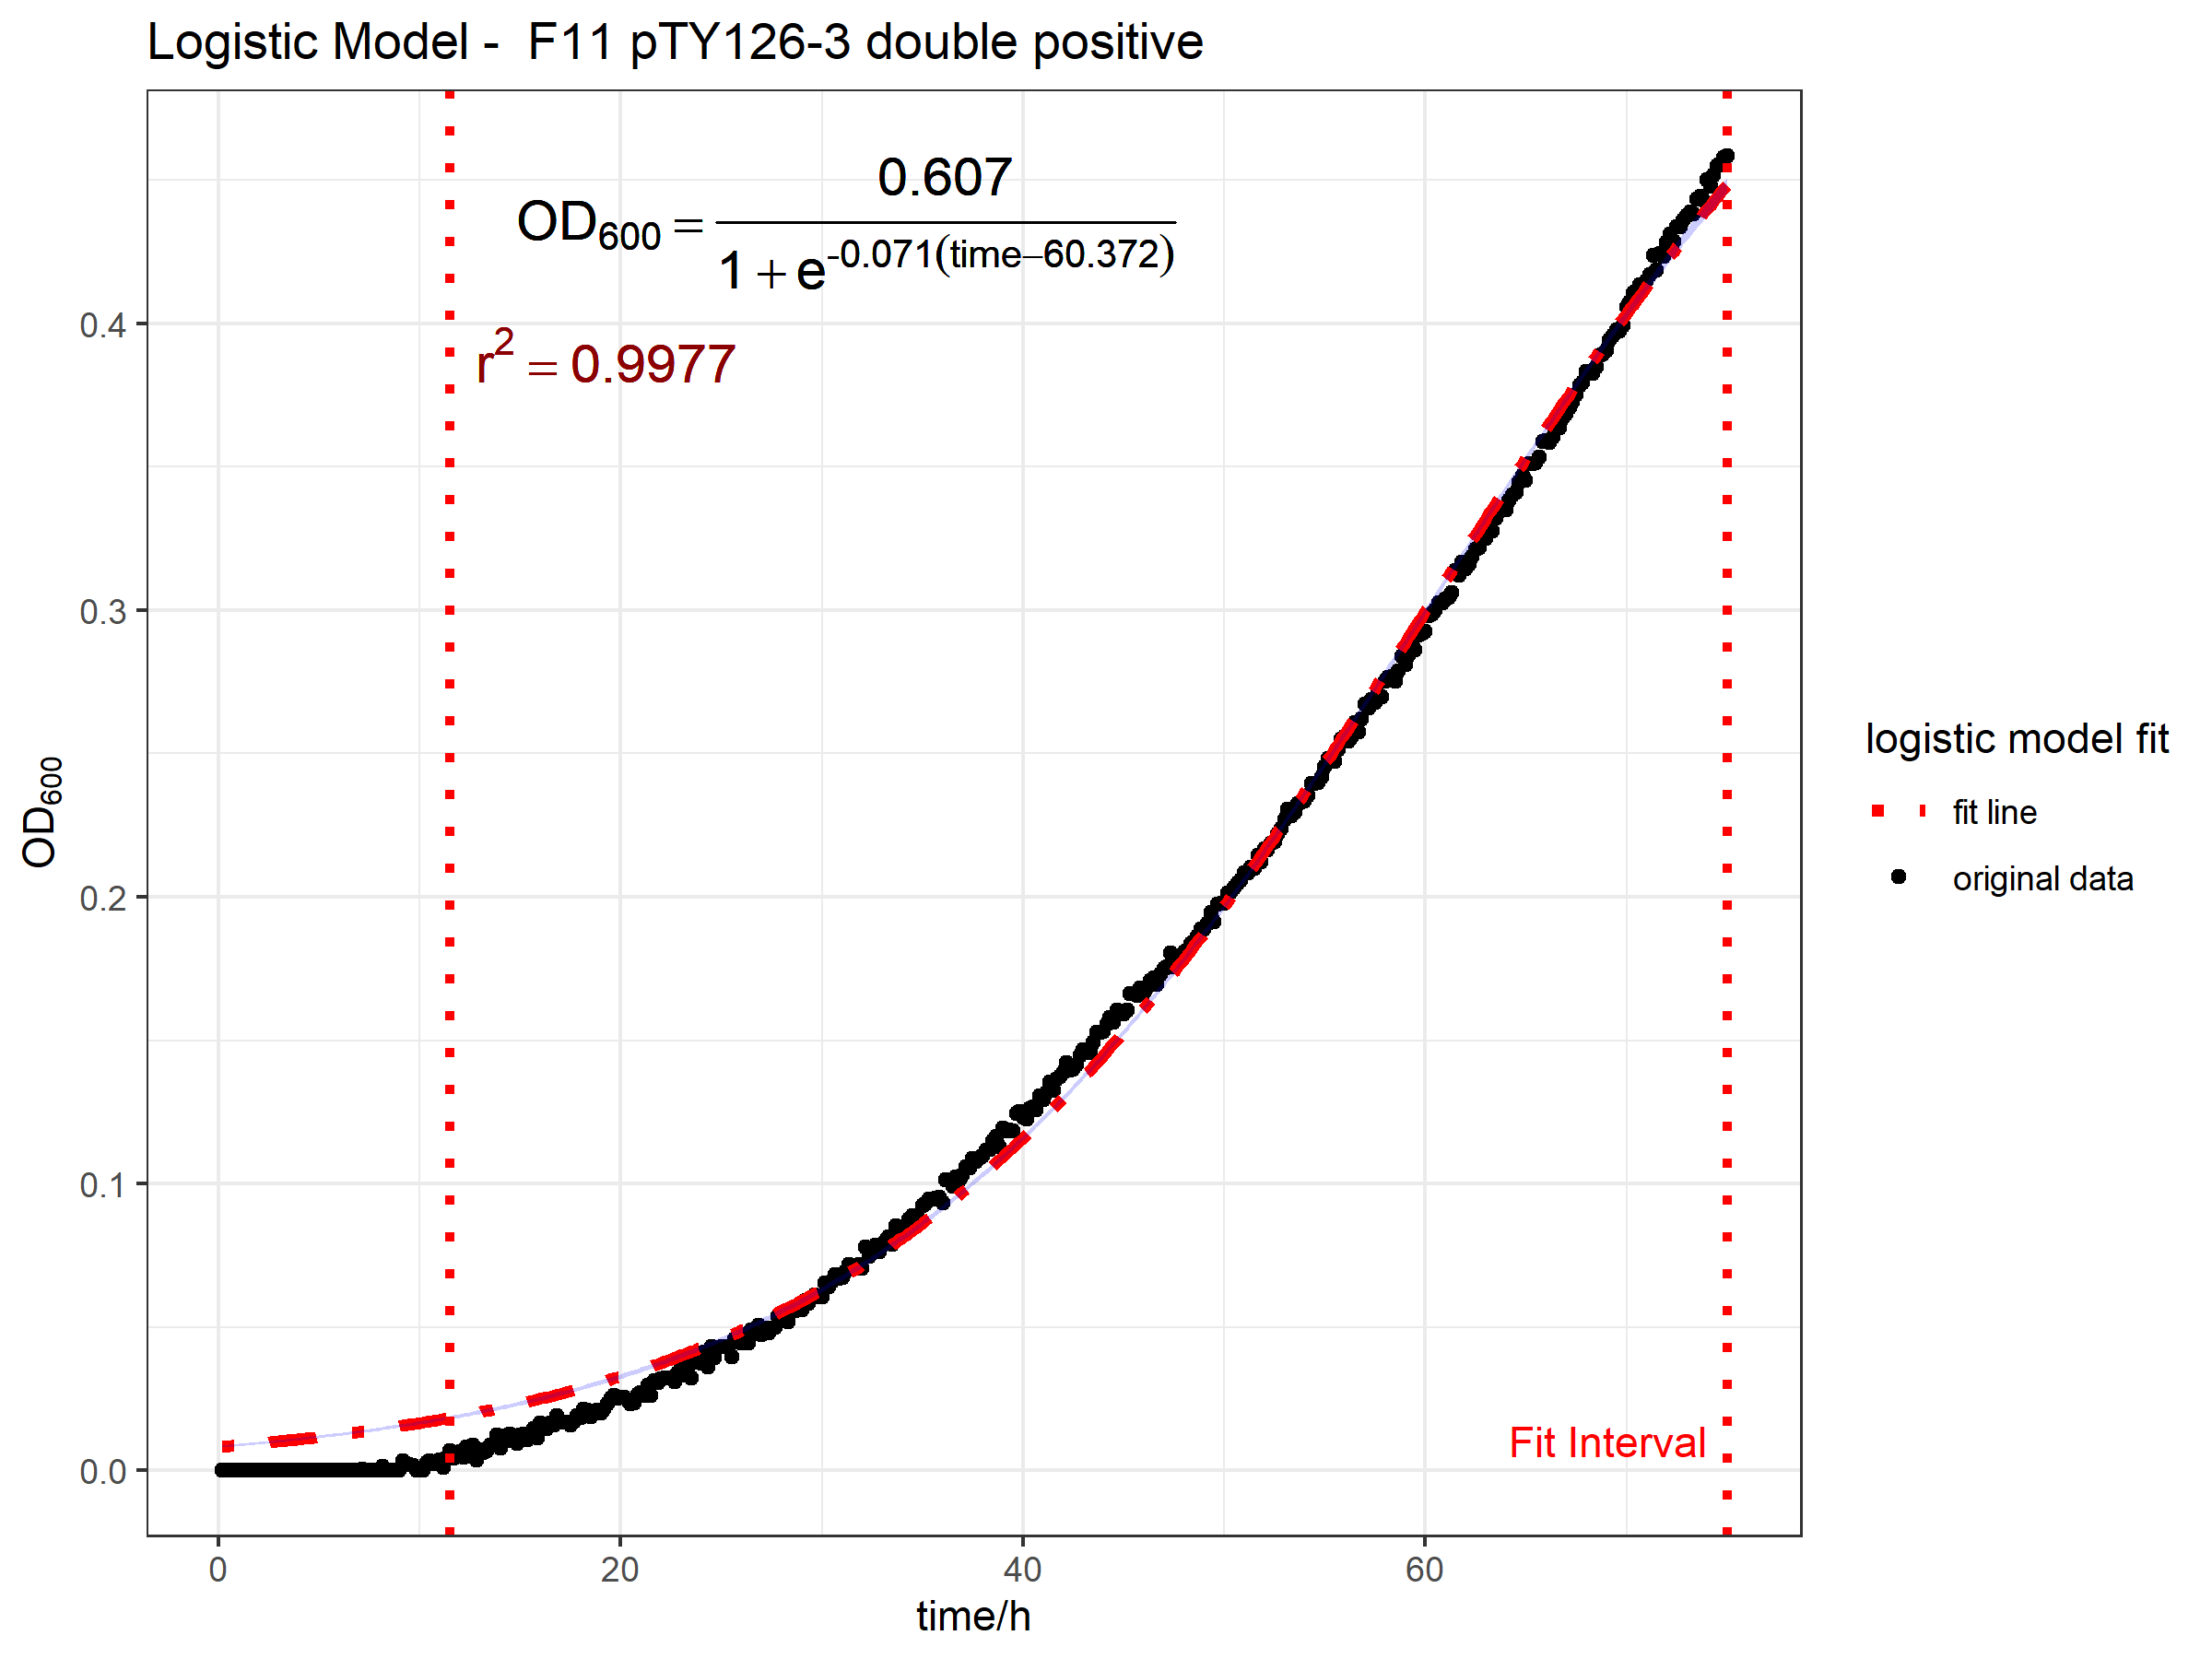 Logistic Model -  F11 pTY126-3 double positive
OD₆₀₀ = 0.607 / (1 + e^(-0.071(time−60.372)))
r² = 0.9977
0.4
0.3
0.2
0.1
0.0
OD₆₀₀
0 20 40 60
time/h
Fit Interval
logistic model fit
fit line
original data